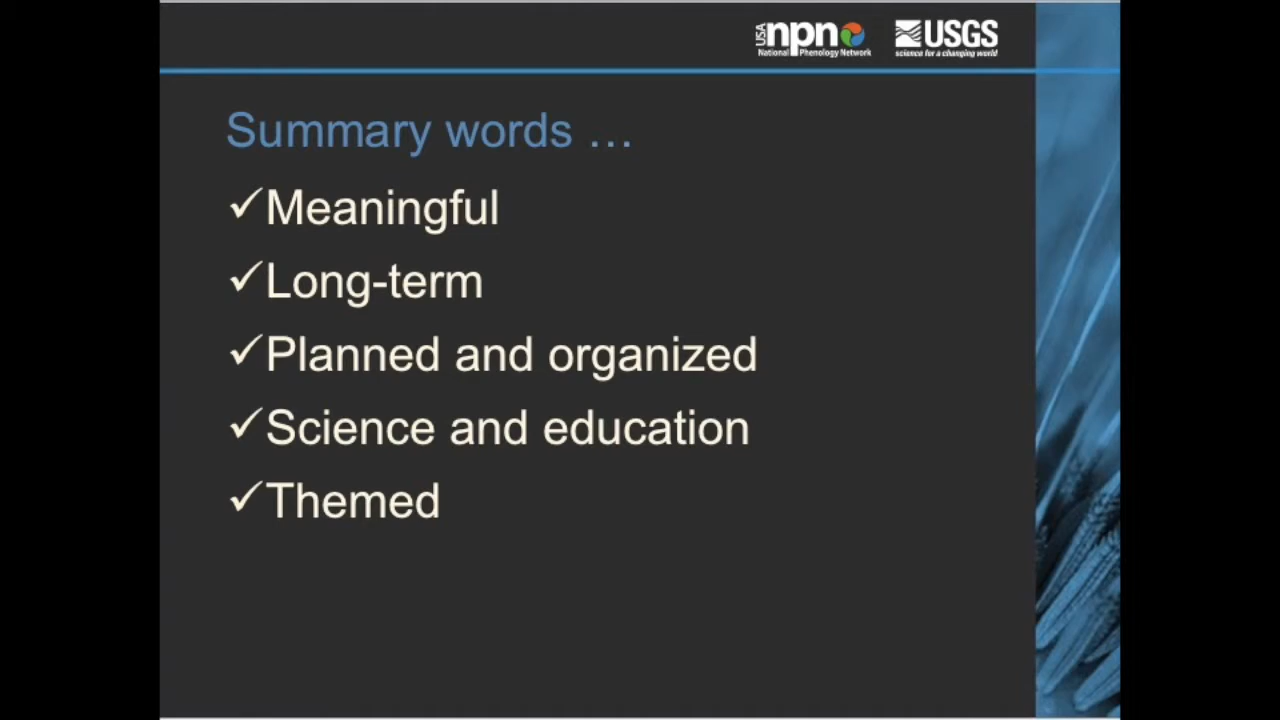 USA
npn
National Phenology Network
USGS
science for a changing world
Summary words …
✓Meaningful
✓Long-term
✓Planned and organized
✓Science and education
✓Themed